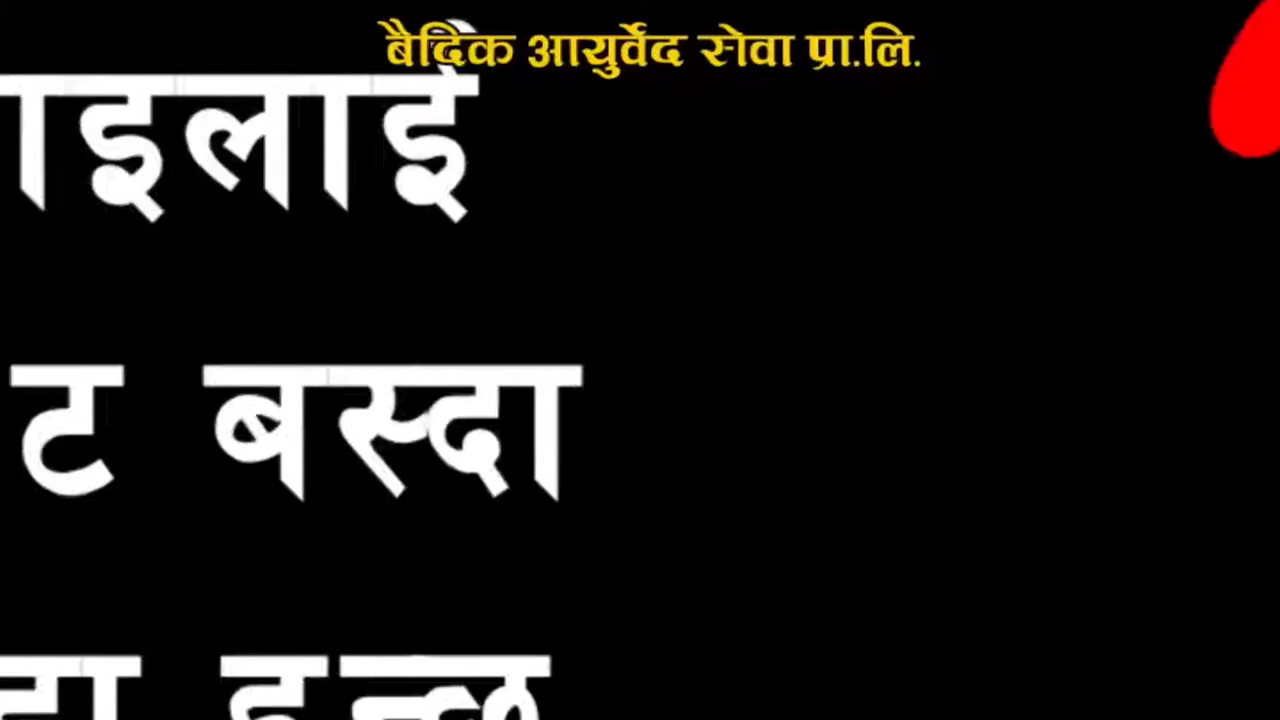 बैदिक आयुर्वेद सेवा प्रा.लि.
ाइलाई
ट बस्दा